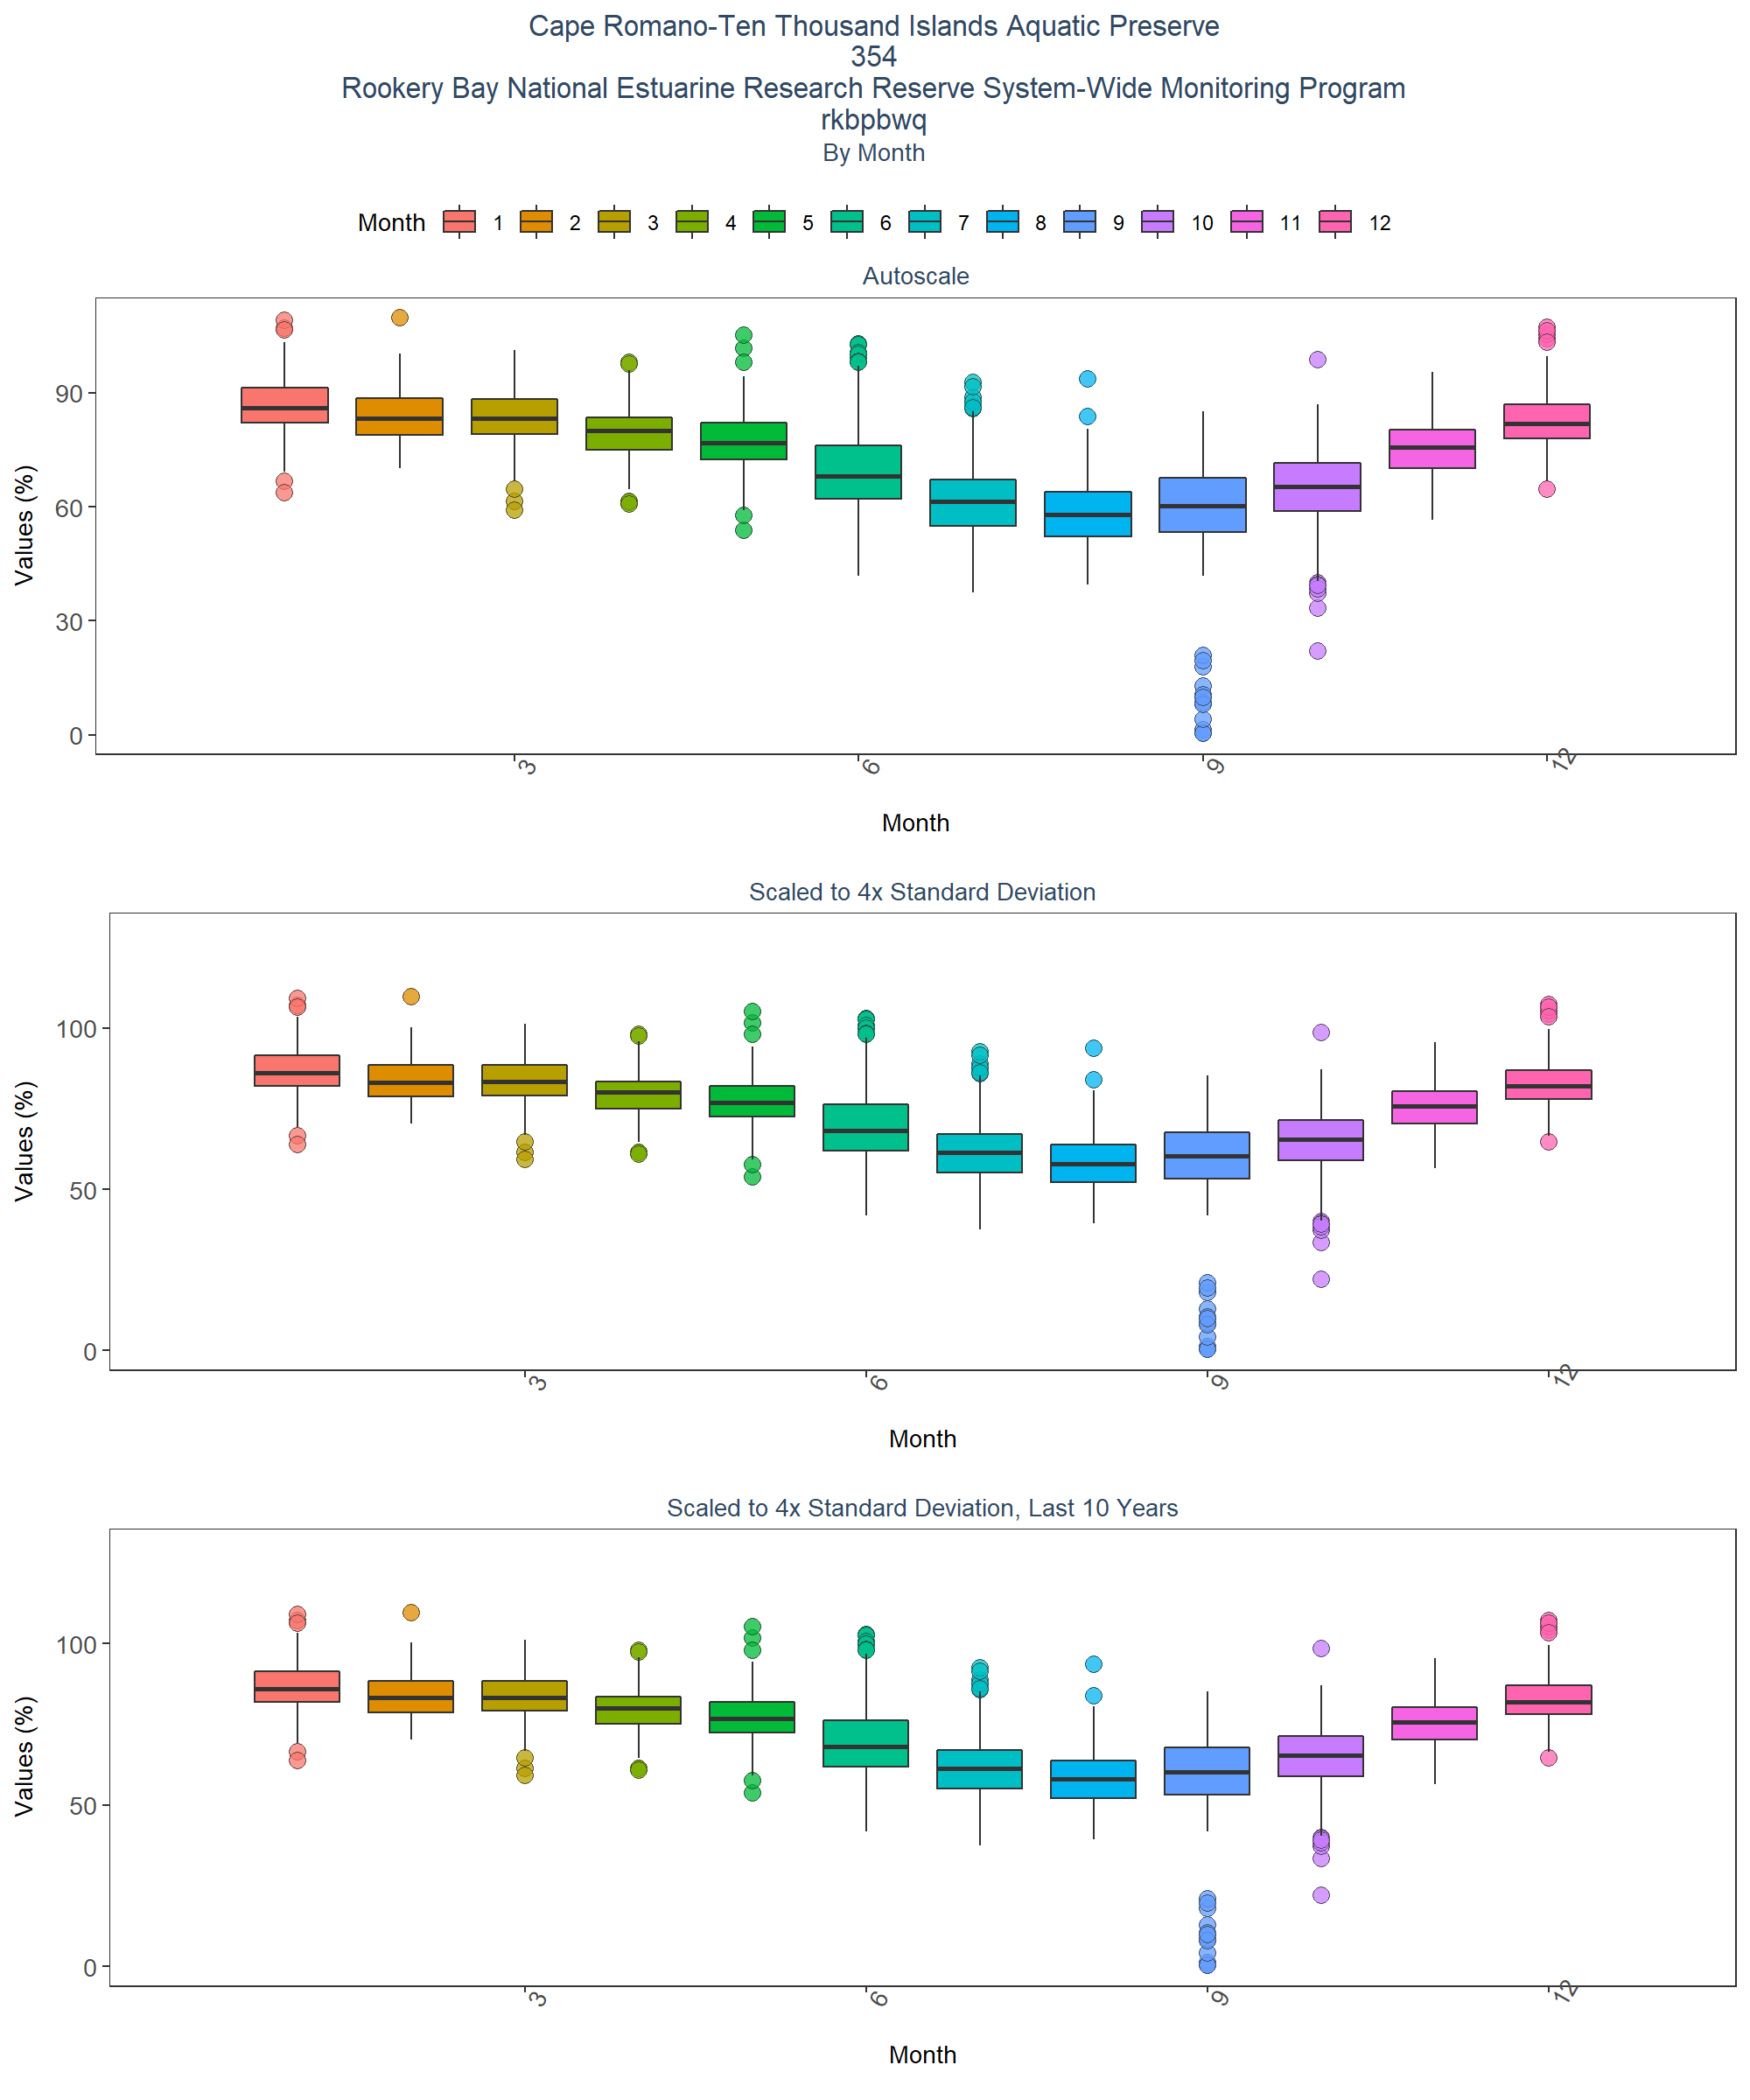 Cape Romano-Ten Thousand Islands Aquatic Preserve
354
Rookery Bay National Estuarine Research Reserve System-Wide Monitoring Program
rkbpbwq
By Month
Month 1 2 3 4 5 6 7 8 9 10 11 12
Autoscale
Values (%)
90
60
30
0
3 6 9 12
Month
Scaled to 4x Standard Deviation
Values (%)
100
50
0
3 6 9 12
Month
Scaled to 4x Standard Deviation, Last 10 Years
Values (%)
100
50
0
3 6 9 12
Month